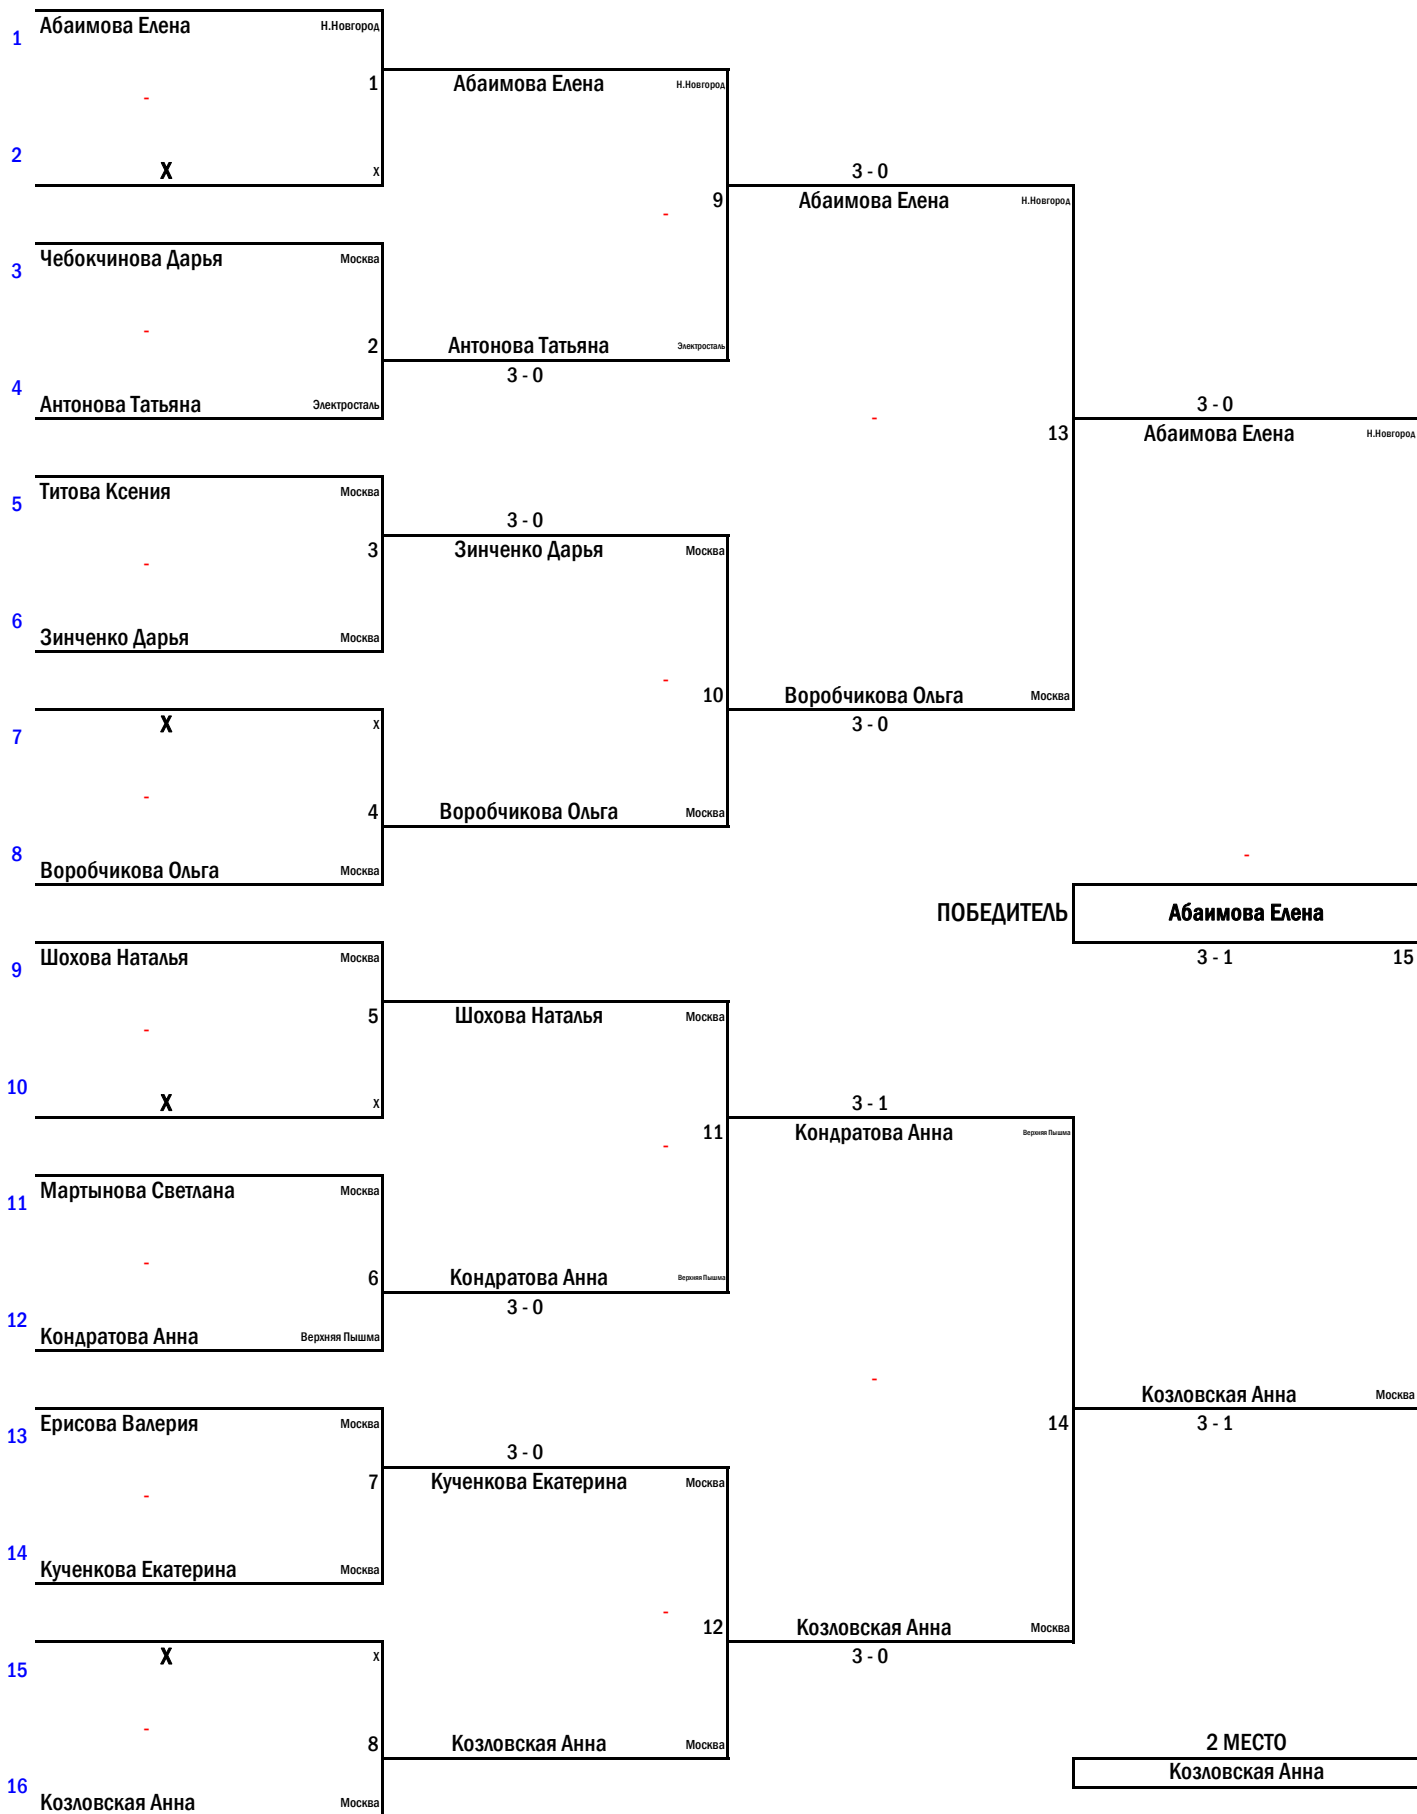 1 Абаимова Елена Н.Новгород
1 Абаимова Елена Н.Новгород
-
2 X X
3 - 0
9 Абаимова Елена Н.Новгород
-
3 Чебокчинова Дарья Москва
-
2 Антонова Татьяна Электросталь
3 - 0
4 Антонова Татьяна Электросталь
3 - 0
-
13 Абаимова Елена Н.Новгород
5 Титова Ксения Москва
3 - 0
3 Зинченко Дарья Москва
-
6 Зинченко Дарья Москва
-
10 Воробчикова Ольга Москва
3 - 0
7 X X
-
4 Воробчикова Ольга Москва
8 Воробчикова Ольга Москва
-
ПОБЕДИТЕЛЬ Абаимова Елена
3 - 1 15
9 Шохова Наталья Москва
5 Шохова Наталья Москва
-
10 X X
3 - 1
11 Кондратова Анна Верхняя Пышма
-
11 Мартынова Светлана Москва
-
6 Кондратова Анна Верхняя Пышма
3 - 0
12 Кондратова Анна Верхняя Пышма
-
Козловская Анна Москва
14 3 - 1
13 Ерисова Валерия Москва
3 - 0
7 Кученкова Екатерина Москва
-
14 Кученкова Екатерина Москва
-
12 Козловская Анна Москва
3 - 0
15 X X
-
8 Козловская Анна Москва
2 МЕСТО
Козловская Анна
16 Козловская Анна Москва